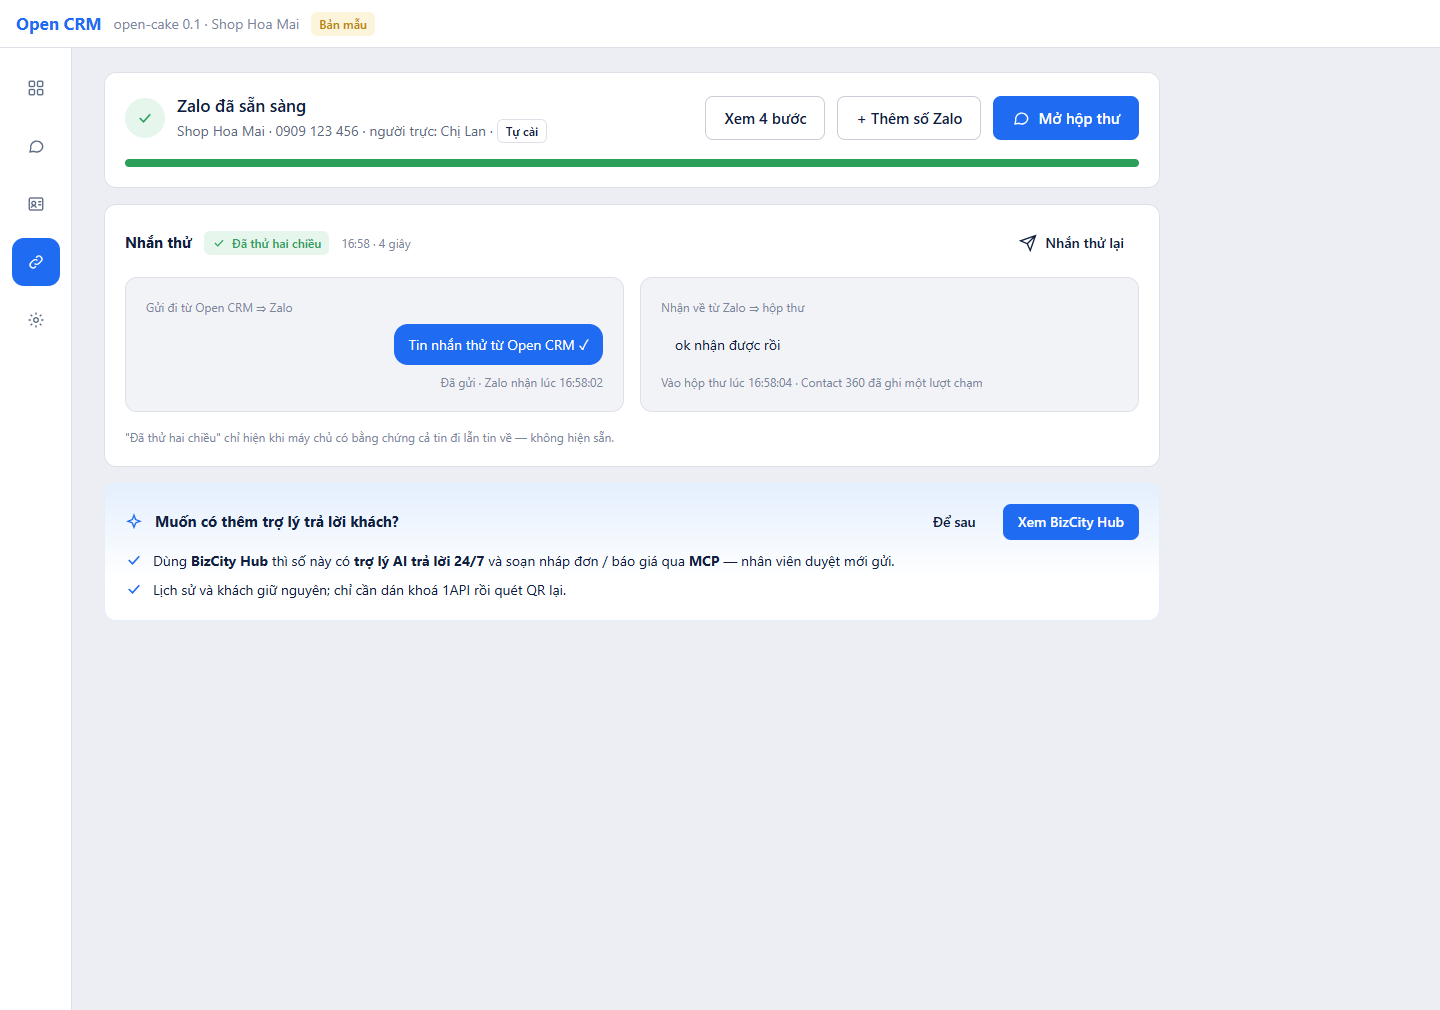 Open CRM open-cake 0.1 · Shop Hoa Mai Bản mẫu
Zalo đã sẵn sàng
Shop Hoa Mai · 0909 123 456 · người trực: Chị Lan · Tự cài
Xem 4 bước
+ Thêm số Zalo
Mở hộp thư
Nhắn thử
Đã thử hai chiều
16:58 · 4 giây
Nhắn thử lại
Gửi đi từ Open CRM ⇒ Zalo
Tin nhắn thử từ Open CRM ✓
Đã gửi · Zalo nhận lúc 16:58:02
Nhận về từ Zalo ⇒ hộp thư
ok nhận được rồi
Vào hộp thư lúc 16:58:04 · Contact 360 đã ghi một lượt chạm
"Đã thử hai chiều" chỉ hiện khi máy chủ có bằng chứng cả tin đi lẫn tin về — không hiện sẵn.
Muốn có thêm trợ lý trả lời khách?
Để sau
Xem BizCity Hub
Dùng BizCity Hub thì số này có trợ lý AI trả lời 24/7 và soạn nháp đơn / báo giá qua MCP — nhân viên duyệt mới gửi.
Lịch sử và khách giữ nguyên; chỉ cần dán khoá 1API rồi quét QR lại.